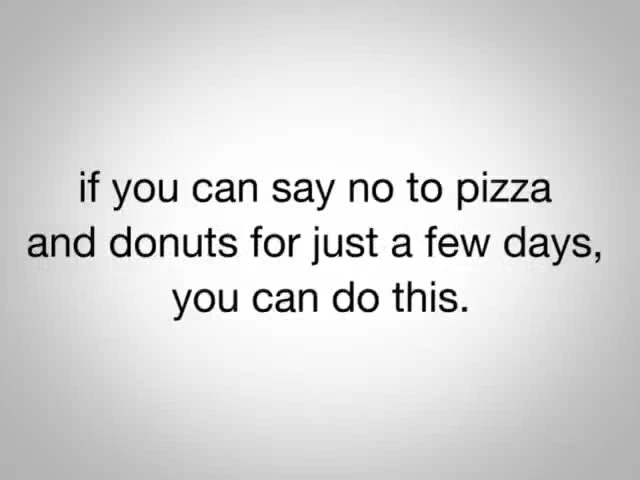 if you can say no to pizza
and donuts for just a few days,
you can do this.